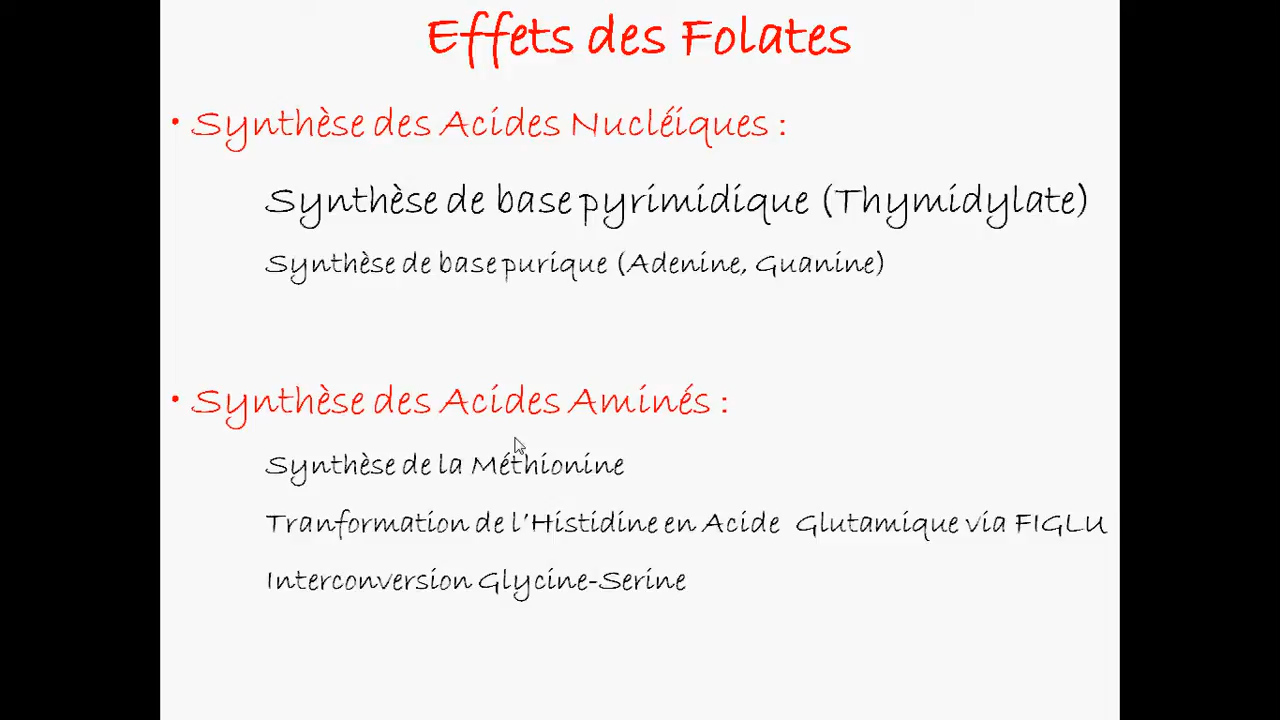 Effets des Folates
• Synthèse des Acides Nucléiques :
Synthèse de base pyrimidique (Thymidylate)
Synthèse de base purique (Adenine, Guanine)
• Synthèse des Acides Aminés :
Synthèse de la Méthionine
Tranformation de l'Histidine en Acide Glutamique via FIGLU
Interconversion Glycine-Serine